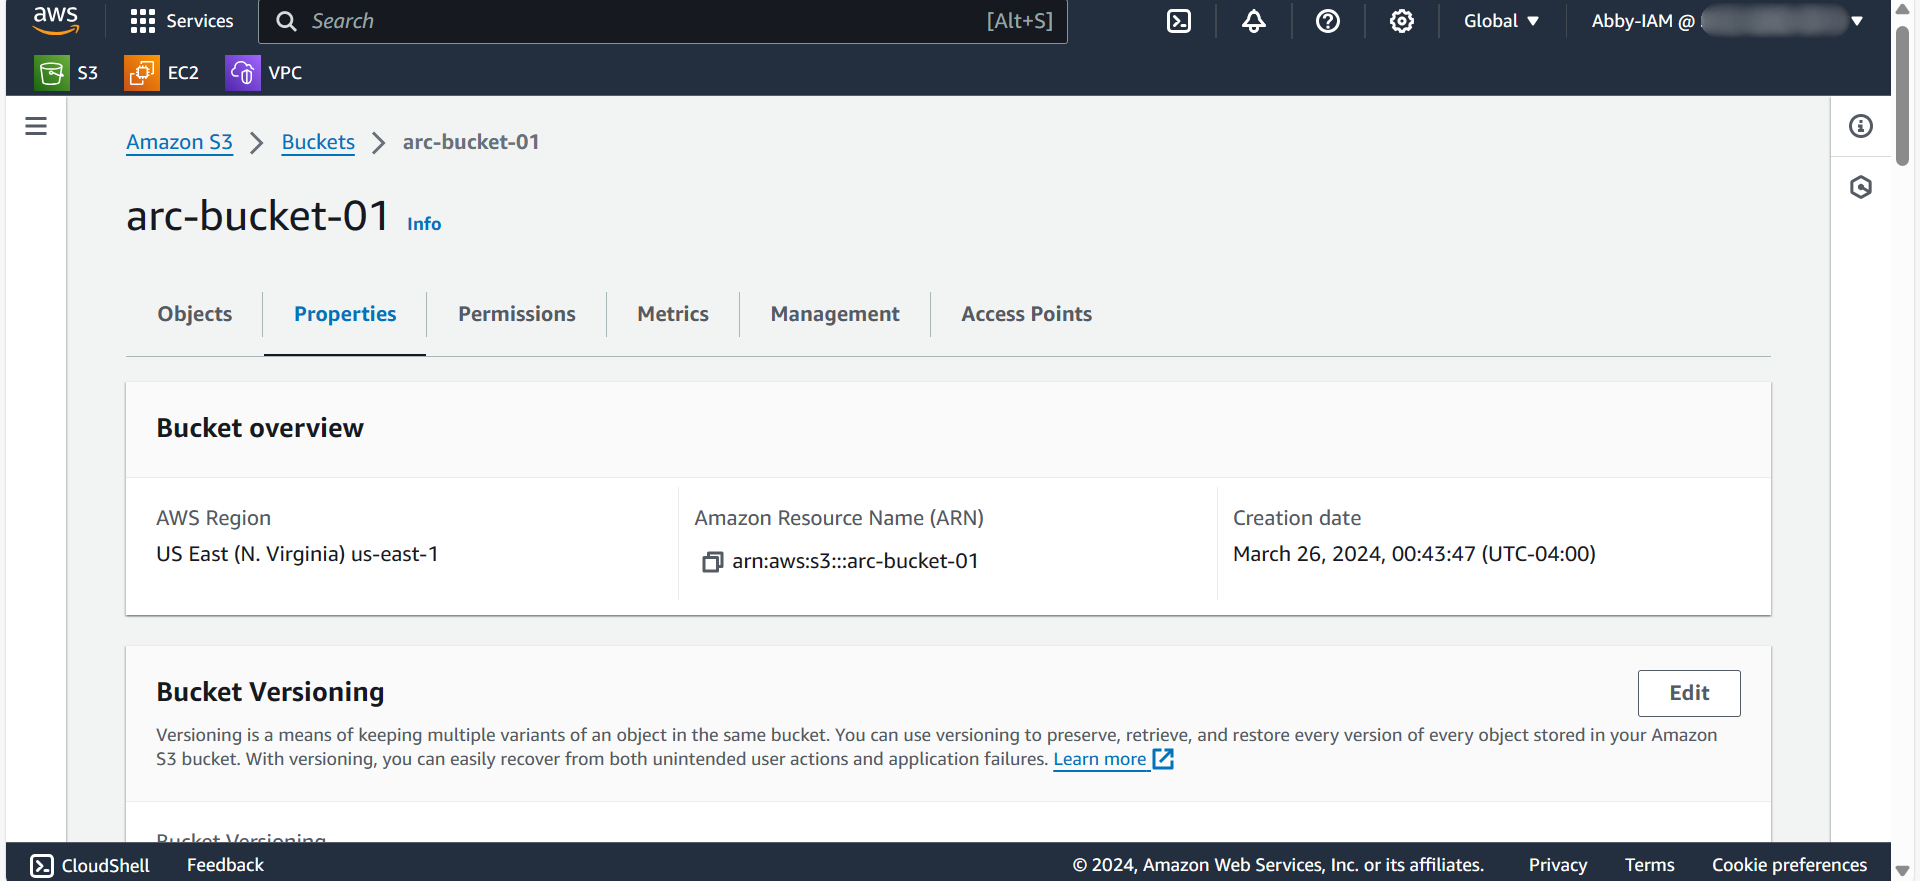 aws
Services
Search
[Alt+S]
Global
Abby-IAM @
S3
EC2
VPC
Amazon S3
Buckets
arc-bucket-01
arc-bucket-01
Info
Objects
Properties
Permissions
Metrics
Management
Access Points
Bucket overview
AWS Region
US East (N. Virginia) us-east-1
Amazon Resource Name (ARN)
arn:aws:s3:::arc-bucket-01
Creation date
March 26, 2024, 00:43:47 (UTC-04:00)
Bucket Versioning
Edit
Versioning is a means of keeping multiple variants of an object in the same bucket. You can use versioning to preserve, retrieve, and restore every version of every object stored in your Amazon
S3 bucket. With versioning, you can easily recover from both unintended user actions and application failures. Learn more
Bucket Versioning
CloudShell
Feedback
© 2024, Amazon Web Services, Inc. or its affiliates.
Privacy
Terms
Cookie preferences